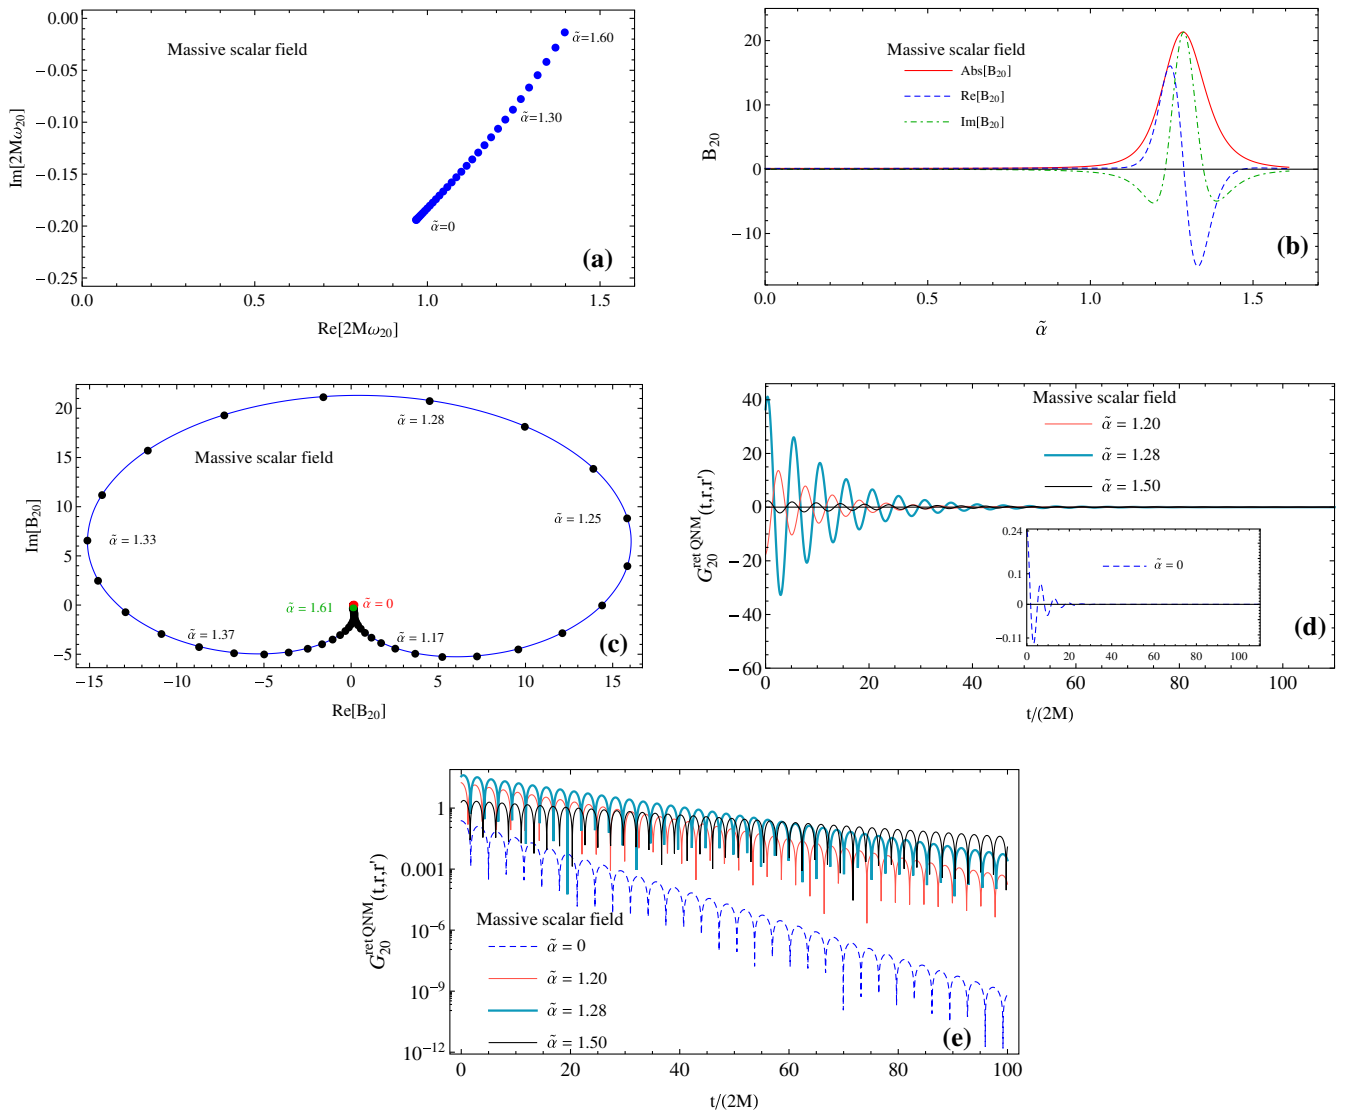 0.00
−0.05
−0.10
−0.15
−0.20
−0.25
Im[2Mω₂₀]
Massive scalar field
α̃=1.60
α̃=1.30
α̃=0
(a)
0.0
0.5
1.0
1.5
Re[2Mω₂₀]
20
10
0
−10
B₂₀
Massive scalar field
Abs[B₂₀]
Re[B₂₀]
Im[B₂₀]
(b)
0.0
0.5
1.0
1.5
α̃
20
15
10
5
0
−5
Im[B₂₀]
α̃ = 1.28
Massive scalar field
α̃ = 1.25
α̃ = 1.33
α̃ = 1.61
α̃ = 0
α̃ = 1.37
α̃ = 1.17
(c)
−15
−10
−5
0
5
10
15
Re[B₂₀]
40
20
0
−20
−40
−60
G₂₀^ret QNM(t,r,r')
Massive scalar field
α̃ = 1.20
α̃ = 1.28
α̃ = 1.50
0.24
0.1
0
−0.11
α̃ = 0
0
20
40
60
80
100
(d)
0
20
40
60
80
100
t/(2M)
1
0.001
10⁻⁶
10⁻⁹
10⁻¹²
G₂₀^ret QNM(t,r,r')
Massive scalar field
α̃ = 0
α̃ = 1.20
α̃ = 1.28
α̃ = 1.50
(e)
0
20
40
60
80
100
t/(2M)